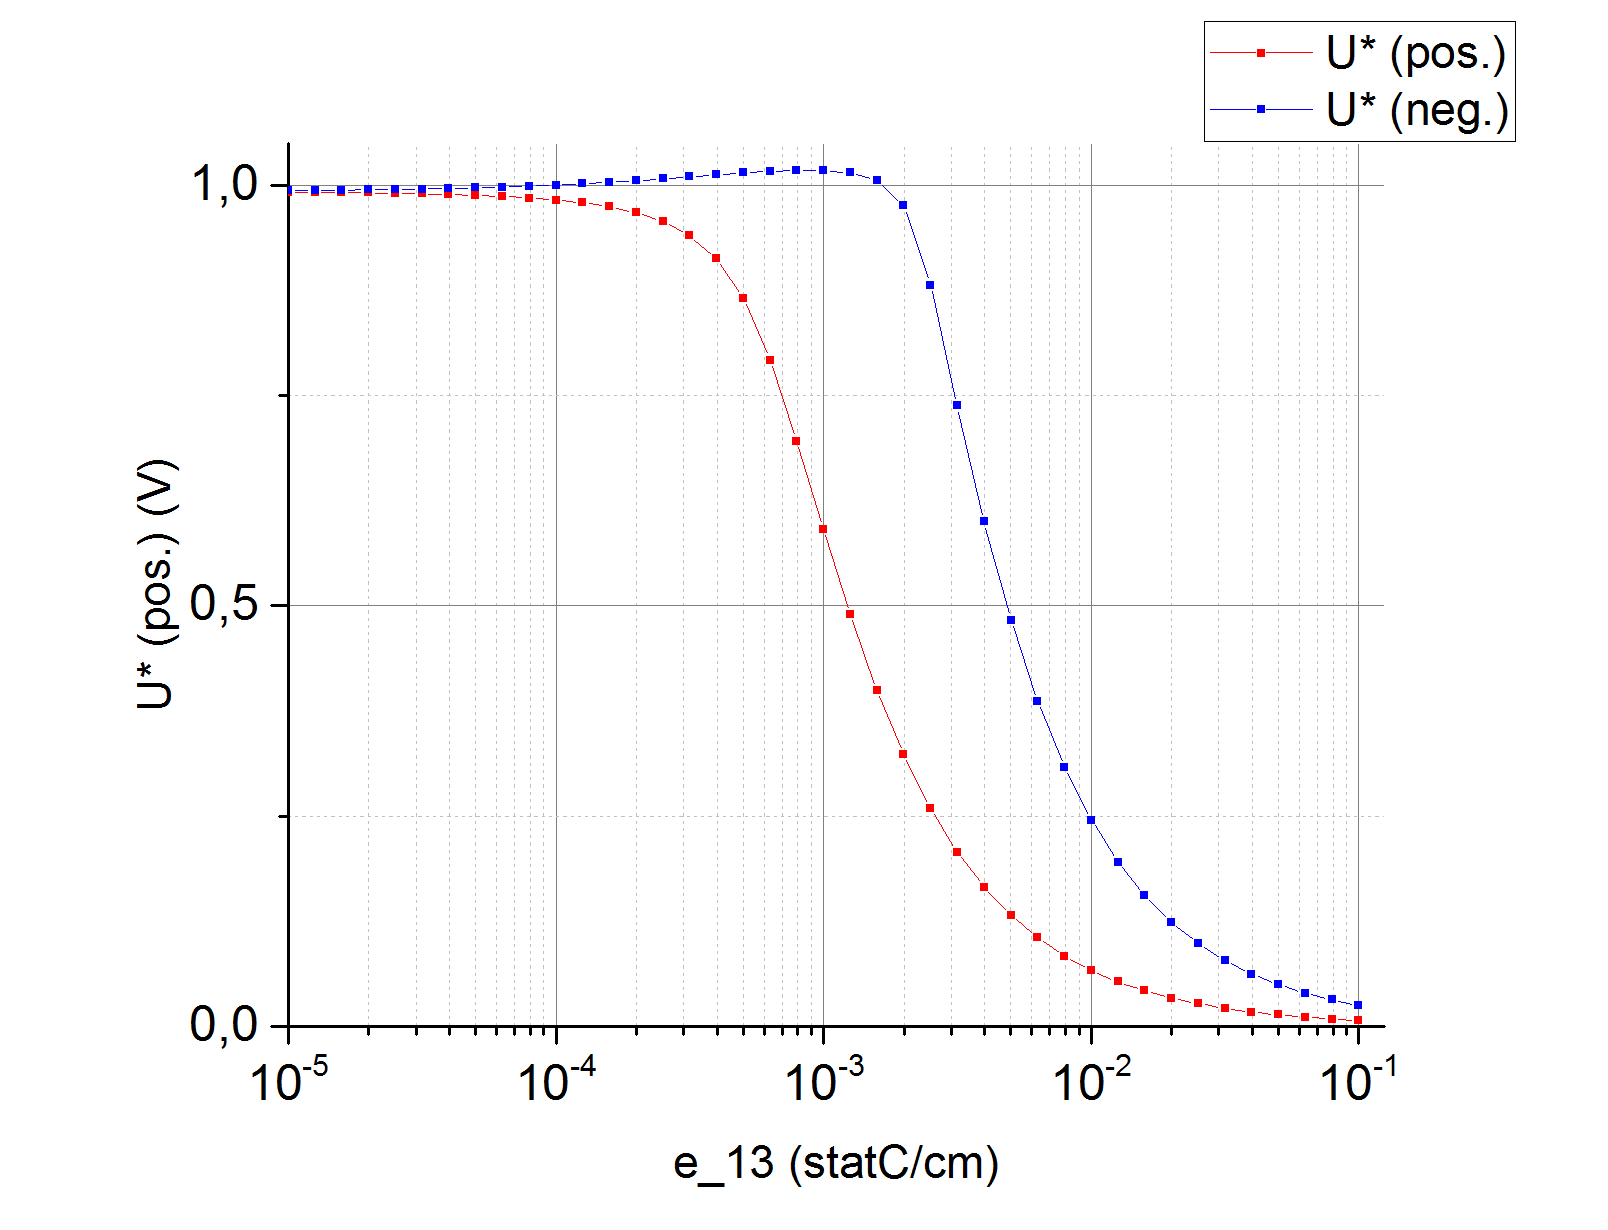 U* (pos.)
U* (neg.)
U* (pos.) (V)
1,0
0,5
0,0
10⁻⁵ 10⁻⁴ 10⁻³ 10⁻² 10⁻¹
e_13 (statC/cm)